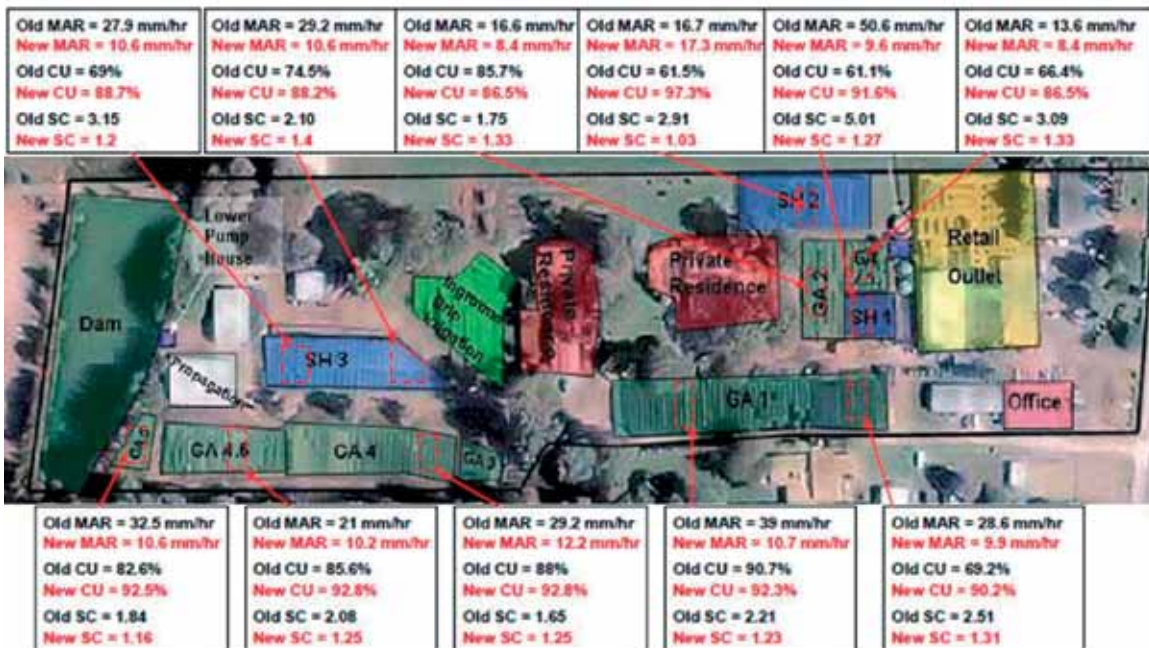 Old MAR = 27.9 mm/hr
New MAR = 10.6 mm/hr
Old CU = 69%
New CU = 88.7%
Old SC = 3.15
New SC = 1.2
Old MAR = 29.2 mm/hr
New MAR = 10.6 mm/hr
Old CU = 74.5%
New CU = 88.2%
Old SC = 2.10
New SC = 1.4
Old MAR = 16.6 mm/hr
New MAR = 8.4 mm/hr
Old CU = 85.7%
New CU = 86.5%
Old SC = 1.75
New SC = 1.33
Old MAR = 16.7 mm/hr
New MAR = 17.3 mm/hr
Old CU = 61.5%
New CU = 97.3%
Old SC = 2.91
New SC = 1.03
Old MAR = 50.6 mm/hr
New MAR = 9.6 mm/hr
Old CU = 61.1%
New CU = 91.6%
Old SC = 5.01
New SC = 1.27
Old MAR = 13.6 mm/hr
New MAR = 8.4 mm/hr
Old CU = 66.4%
New CU = 86.5%
Old SC = 3.09
New SC = 1.33
Lower
Pump
House
Dam
Propagation
SH 3
Inground
Drip
Irrigation
Private
Residence
Private
Residence
SH 2
GA 2
SH 1
Retail
Outlet
GA 4.6
GA 4
GA 3
GA 1
Office
Old MAR = 32.5 mm/hr
New MAR = 10.6 mm/hr
Old CU = 82.6%
New CU = 92.5%
Old SC = 1.84
New SC = 1.16
Old MAR = 21 mm/hr
New MAR = 10.2 mm/hr
Old CU = 85.6%
New CU = 92.8%
Old SC = 2.08
New SC = 1.25
Old MAR = 29.2 mm/hr
New MAR = 12.2 mm/hr
Old CU = 88%
New CU = 92.8%
Old SC = 1.65
New SC = 1.25
Old MAR = 39 mm/hr
New MAR = 10.7 mm/hr
Old CU = 90.7%
New CU = 92.3%
Old SC = 2.21
New SC = 1.23
Old MAR = 28.6 mm/hr
New MAR = 9.9 mm/hr
Old CU = 69.2%
New CU = 90.2%
Old SC = 2.51
New SC = 1.31